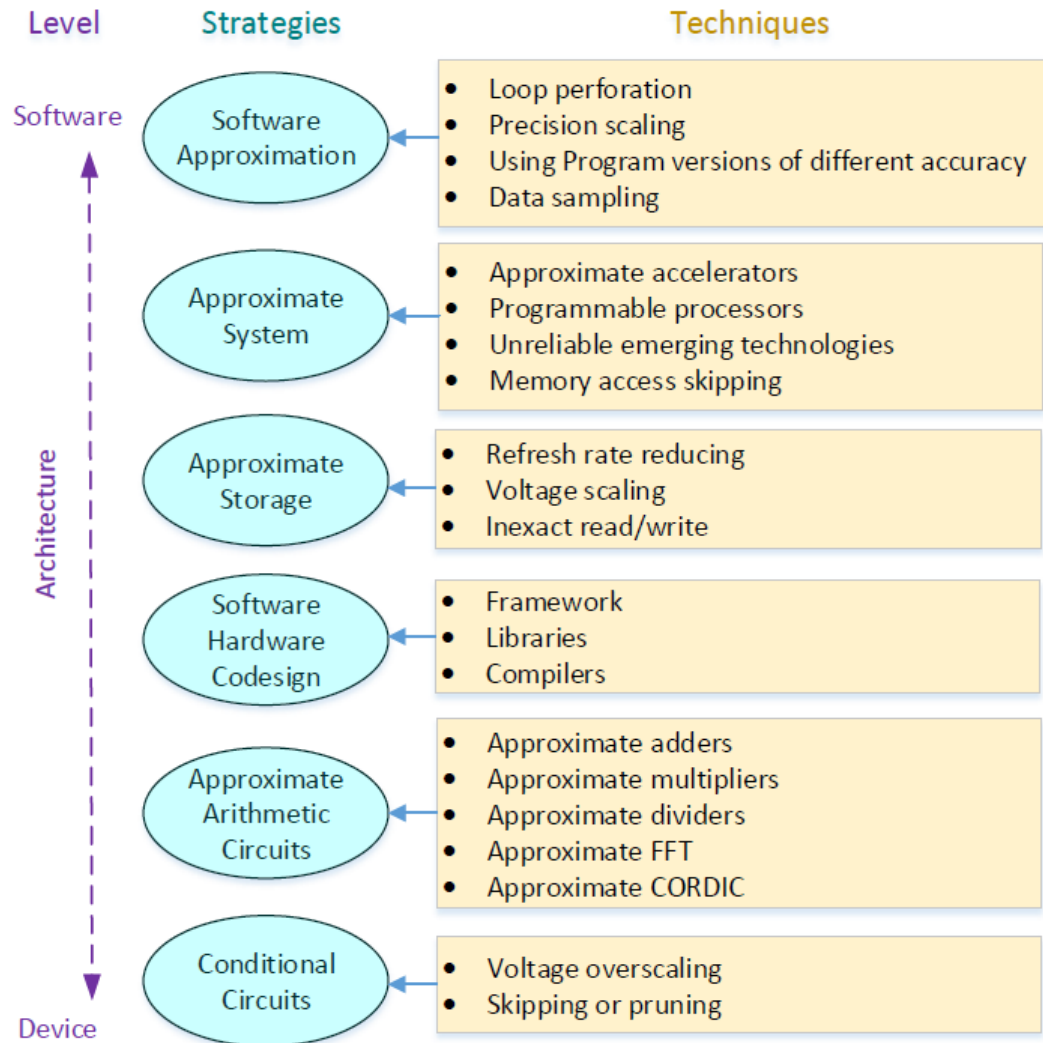 Level Strategies Techniques
Software
Software
Approximation
• Loop perforation
• Precision scaling
• Using Program versions of different accuracy
• Data sampling
Approximate
System
• Approximate accelerators
• Programmable processors
• Unreliable emerging technologies
• Memory access skipping
Architecture
Approximate
Storage
• Refresh rate reducing
• Voltage scaling
• Inexact read/write
Software
Hardware
Codesign
• Framework
• Libraries
• Compilers
Approximate
Arithmetic
Circuits
• Approximate adders
• Approximate multipliers
• Approximate dividers
• Approximate FFT
• Approximate CORDIC
Conditional
Circuits
• Voltage overscaling
• Skipping or pruning
Device